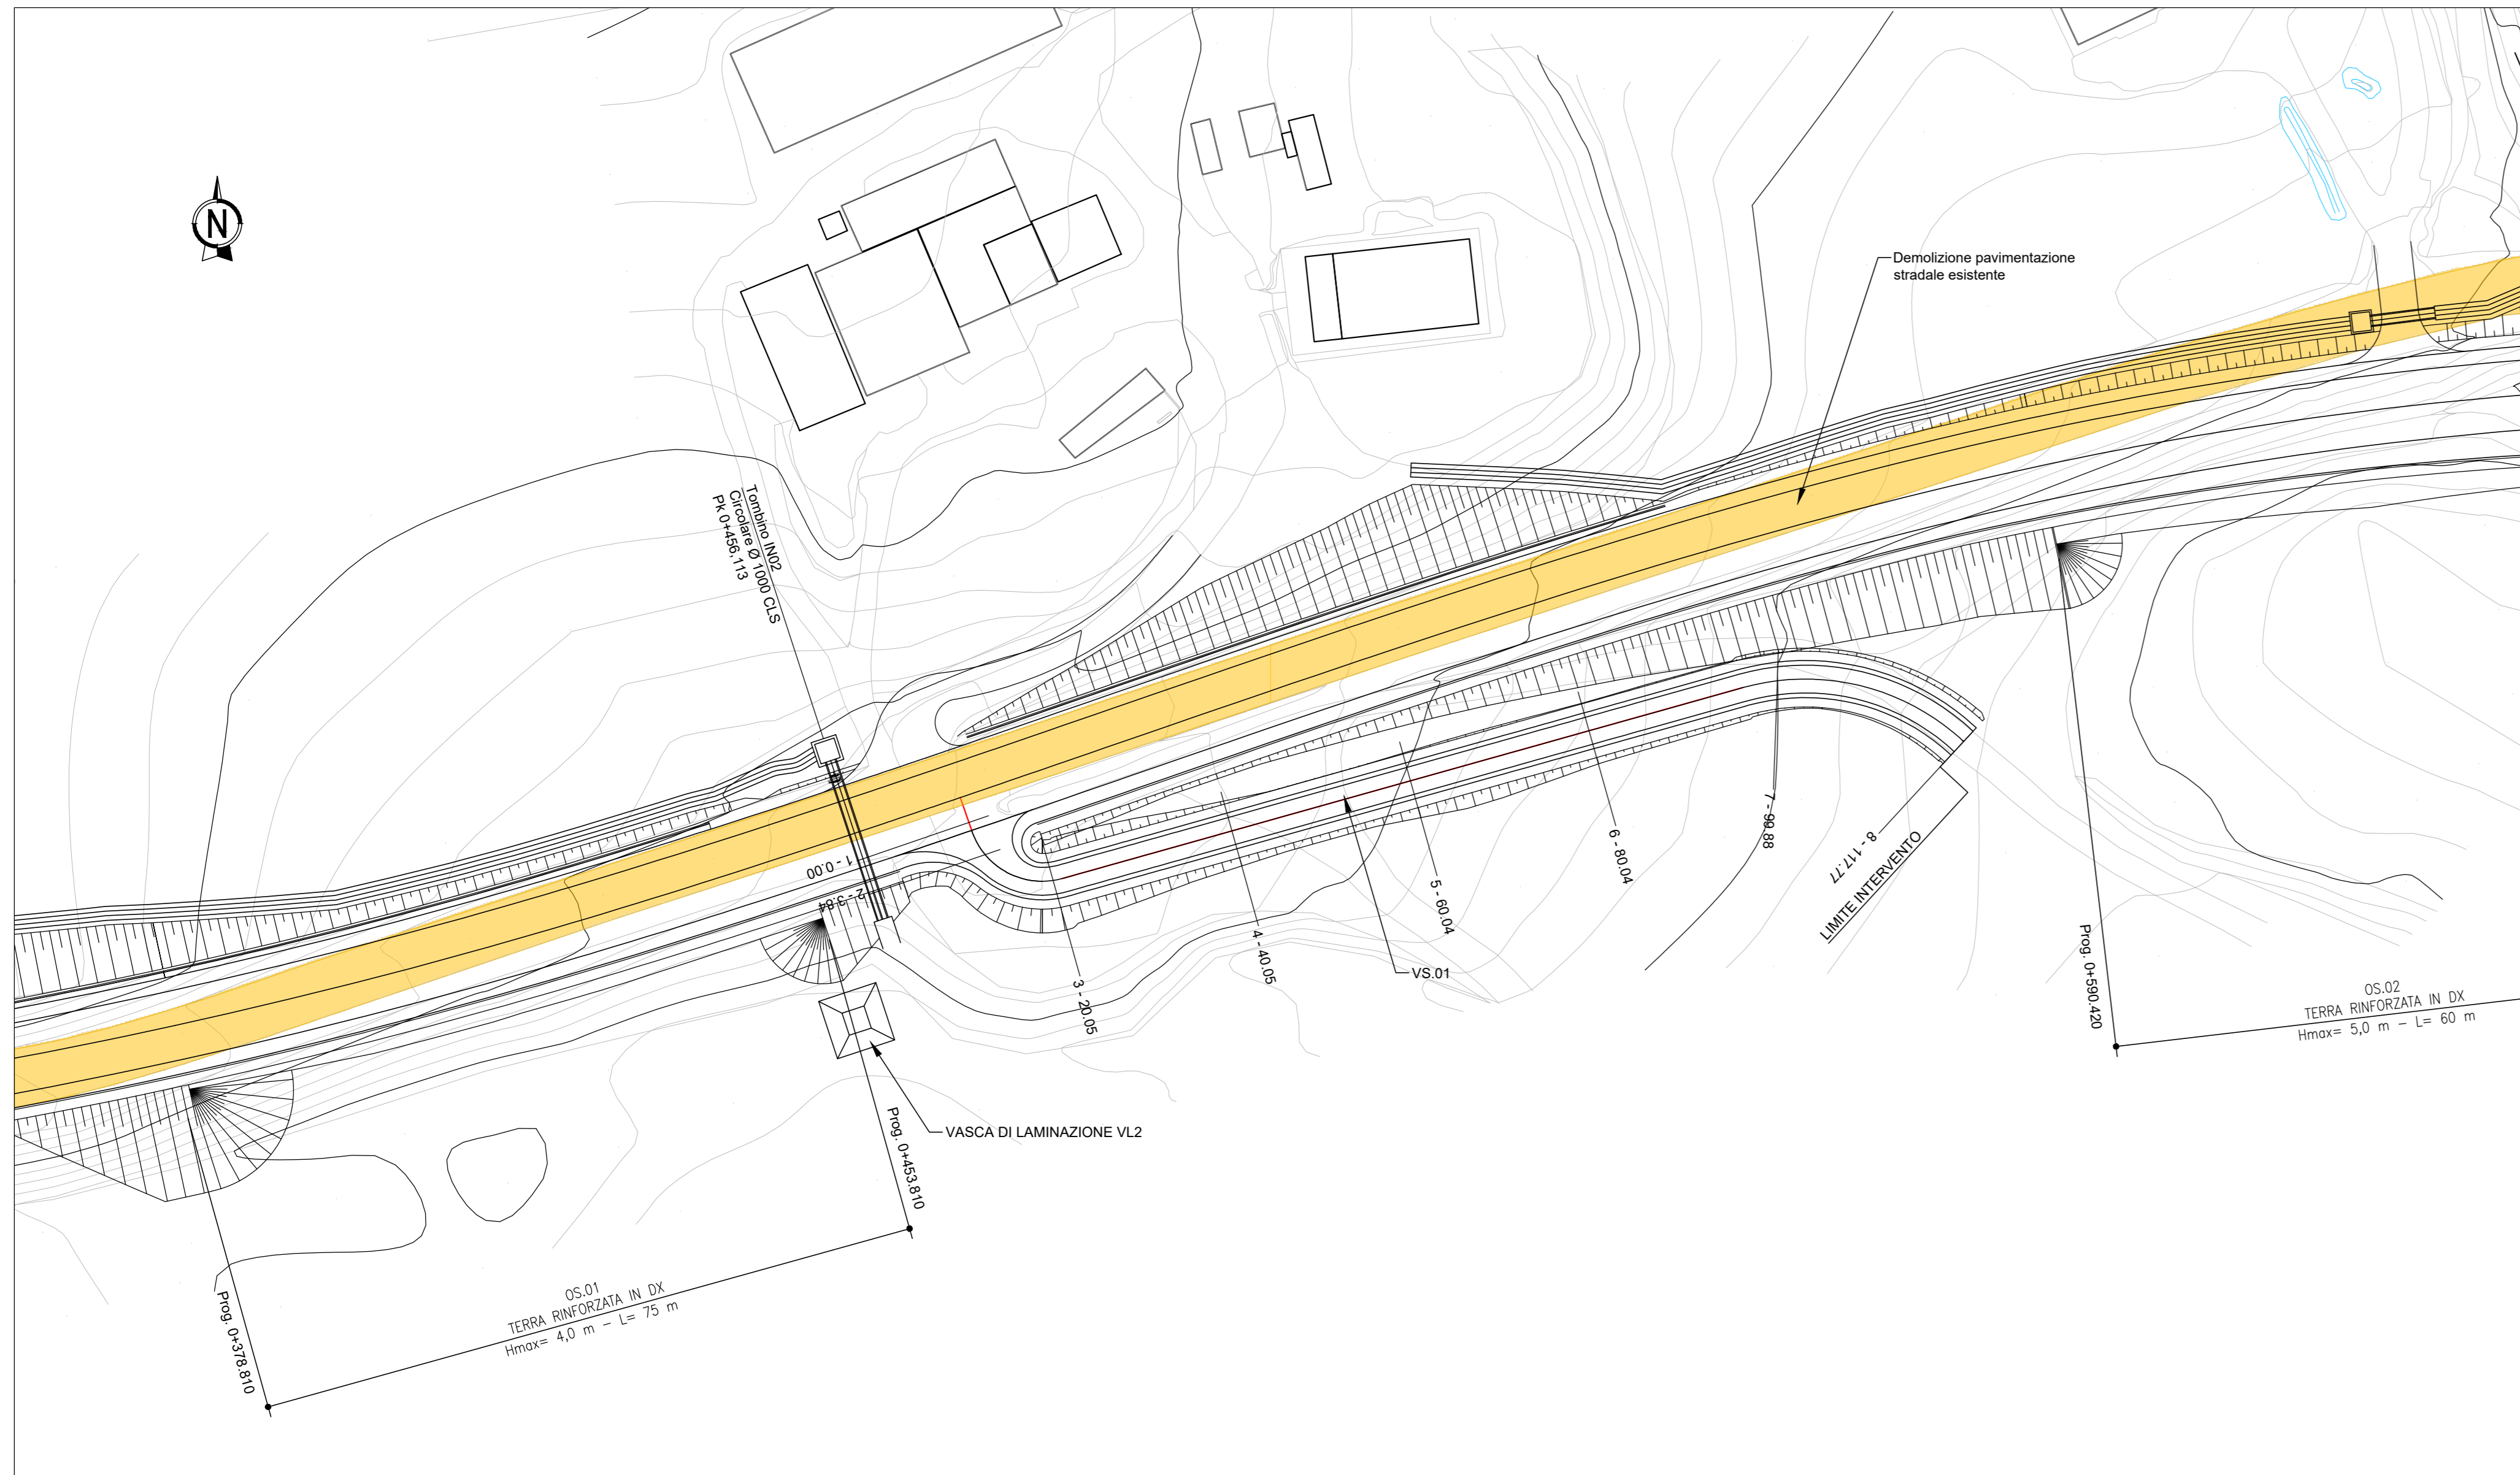 N
Demolizione pavimentazione
stradale esistente
Tombino IN02
Circolare Ø 1000 CLS
Pk 0+456,113
1 - 0.00
2 - 3.84
3 - 20.05
4 - 40.05
5 - 60.04
6 - 80.04
7 - 99.88
8 - 117.77
LIMITE INTERVENTO
VS.01
VASCA DI LAMINAZIONE VL2
Prog. 0+378.810
Prog. 0+453.810
OS.01
TERRA RINFORZATA IN DX
Hmax= 4,0 m - L= 75 m
Prog. 0+590.420
OS.02
TERRA RINFORZATA IN DX
Hmax= 5,0 m - L= 60 m